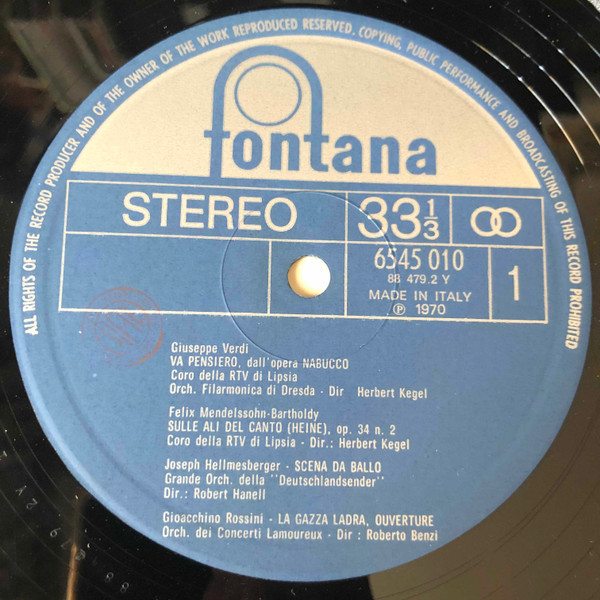 ALL RIGHTS OF THE RECORD PRODUCER AND OF THE OWNER OF THE WORK REPRODUCED RESERVED. COPYING, PUBLIC PERFORMANCE AND BROADCASTING OF THIS RECORD PROHIBITED
fontana
STEREO 33 1/3
6545 010
88 479.2 Y
MADE IN ITALY
℗ 1970
1
Giuseppe Verdi
VA PENSIERO, dall'opera NABUCCO
Coro della RTV di Lipsia
Orch. Filarmonica di Dresda - Dir Herbert Kegel
Felix Mendelssohn-Bartholdy
SULLE ALI DEL CANTO (HEINE), op. 34 n. 2
Coro della RTV di Lipsia - Dir.: Herbert Kegel
Joseph Hellmesberger - SCENA DA BALLO
Grande Orch. della ''Deutschlandsender''
Dir.: Robert Hanell
Gioacchino Rossini - LA GAZZA LADRA, OUVERTURE
Orch. dei Concerti Lamoureux - Dir : Roberto Benzi